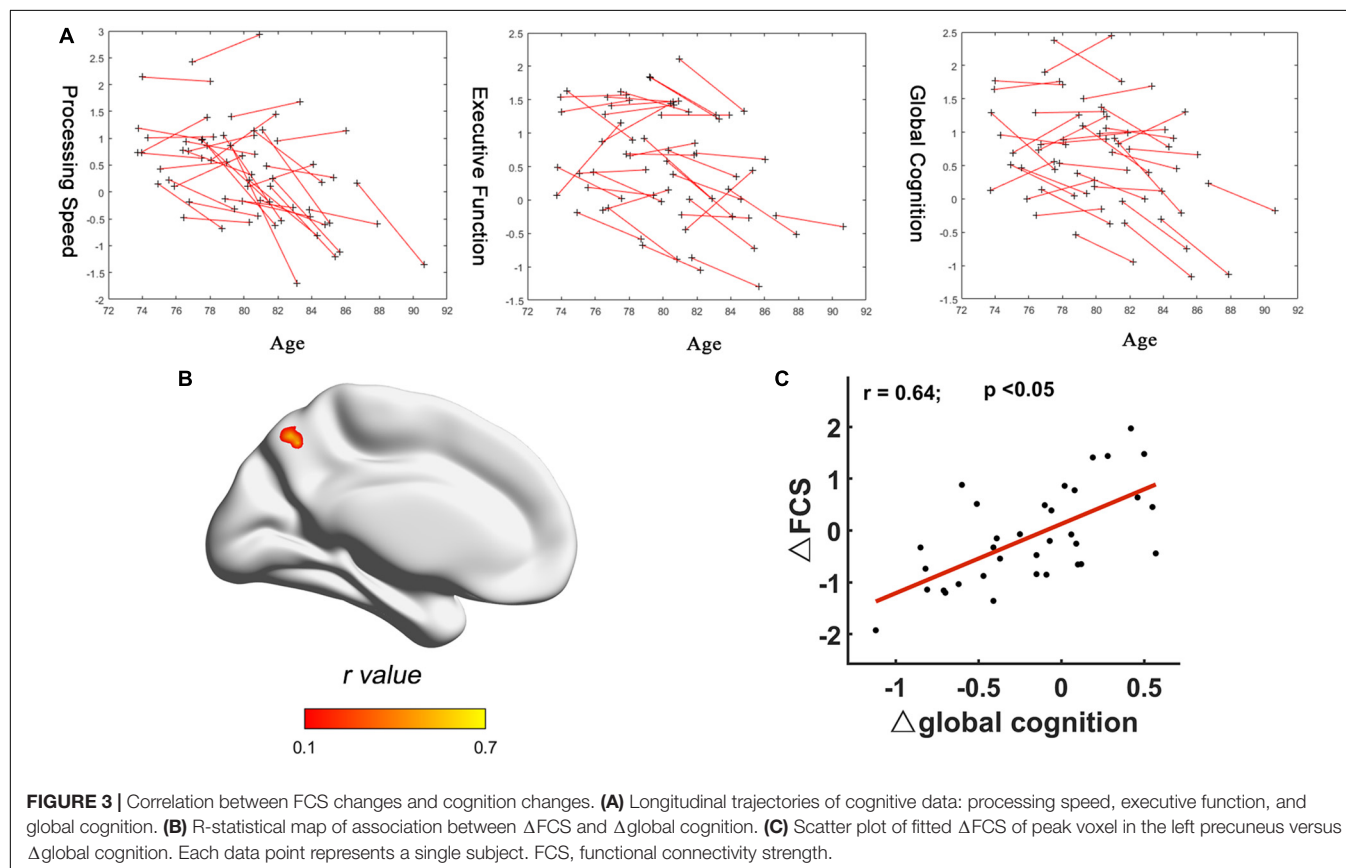 A
Processing Speed
3
2.5
2
1.5
1
0.5
0
-0.5
-1
-1.5
-2
72 74 76 78 80 82 84 86 88 90 92
Age
Executive Function
2.5
2
1.5
1
0.5
0
-0.5
-1
-1.5
72 74 76 78 80 82 84 86 88 90 92
Age
Global Cognition
2.5
2
1.5
1
0.5
0
-0.5
-1
-1.5
72 74 76 78 80 82 84 86 88 90 92
Age
B
r value
0.1 0.7
C
r = 0.64; p <0.05
△FCS
2
1
0
-1
-2
-1 -0.5 0 0.5
△global cognition
FIGURE 3 | Correlation between FCS changes and cognition changes. (A) Longitudinal trajectories of cognitive data: processing speed, executive function, and
global cognition. (B) R-statistical map of association between ΔFCS and Δglobal cognition. (C) Scatter plot of fitted ΔFCS of peak voxel in the left precuneus versus
Δglobal cognition. Each data point represents a single subject. FCS, functional connectivity strength.